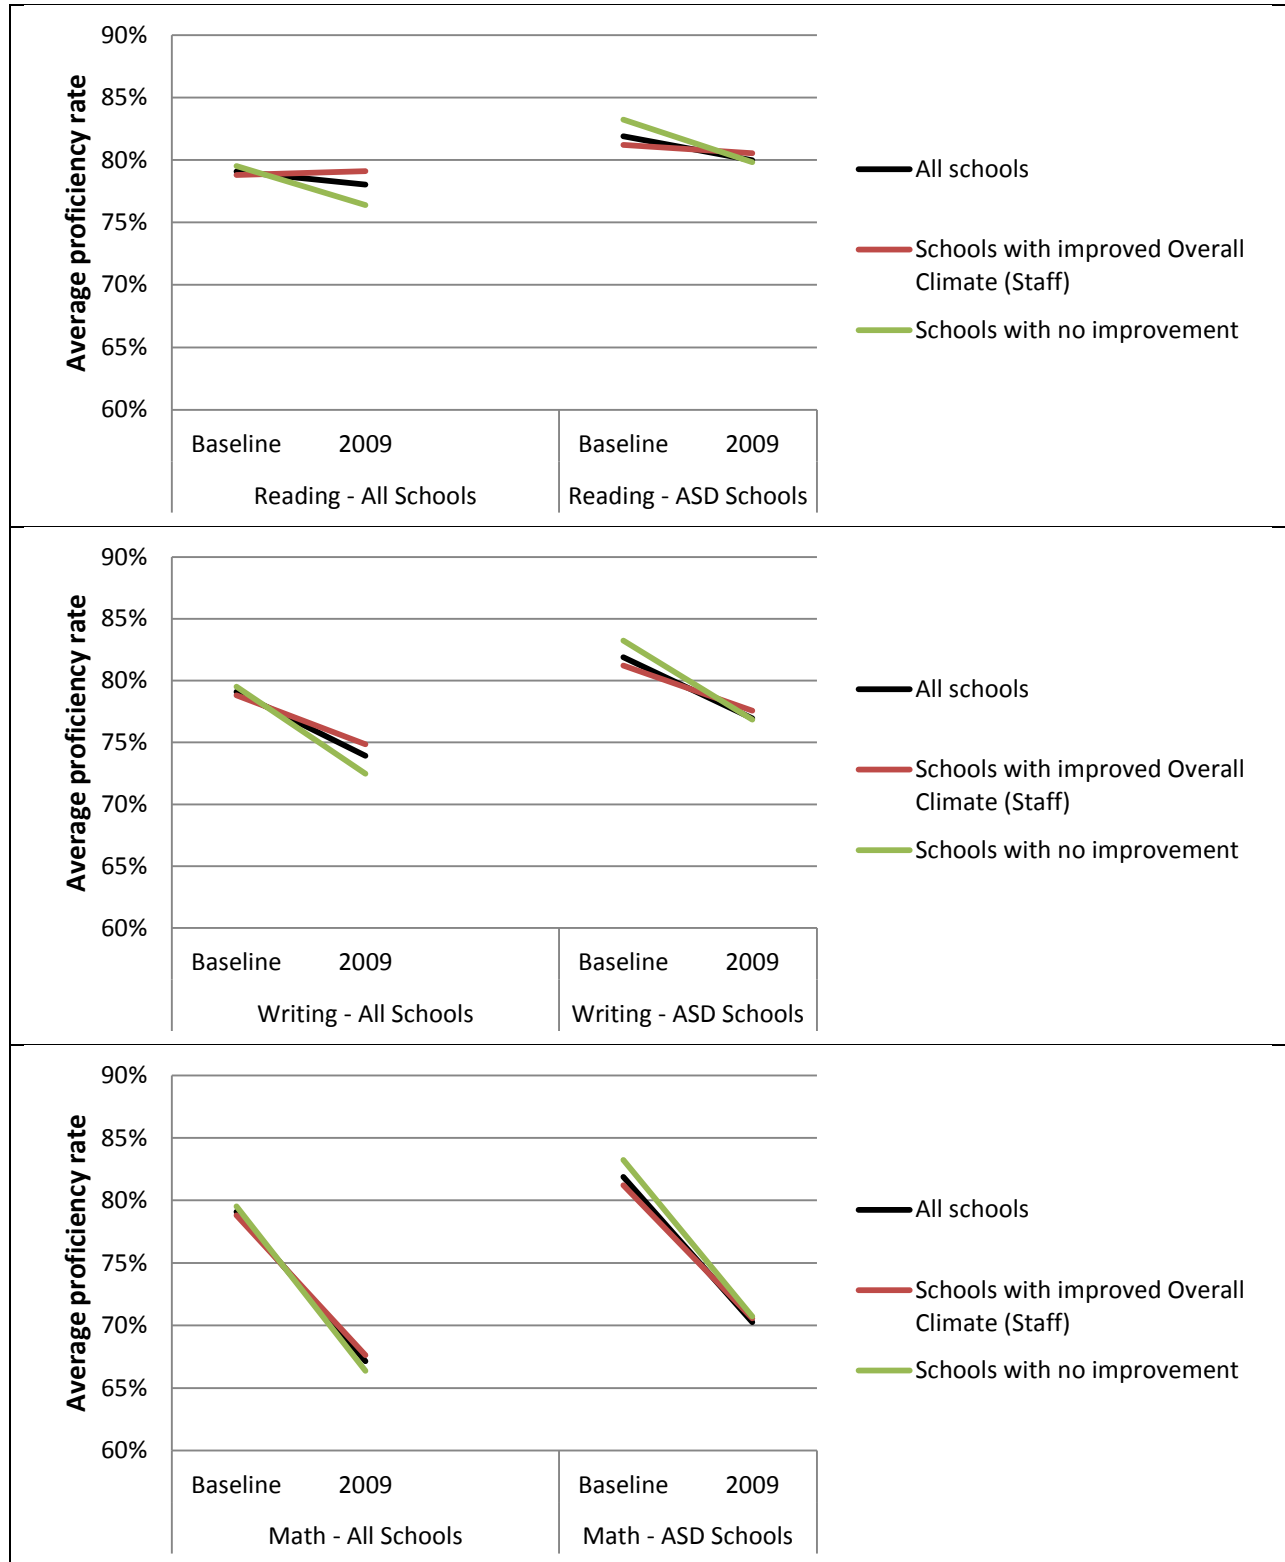 90%
85%
80%
75%
70%
65%
60%
Average proficiency rate
Baseline 2009 Baseline 2009
Reading - All Schools Reading - ASD Schools
All schools
Schools with improved Overall
Climate (Staff)
Schools with no improvement
90%
85%
80%
75%
70%
65%
60%
Average proficiency rate
Baseline 2009 Baseline 2009
Writing - All Schools Writing - ASD Schools
All schools
Schools with improved Overall
Climate (Staff)
Schools with no improvement
90%
85%
80%
75%
70%
65%
60%
Average proficiency rate
Baseline 2009 Baseline 2009
Math - All Schools Math - ASD Schools
All schools
Schools with improved Overall
Climate (Staff)
Schools with no improvement